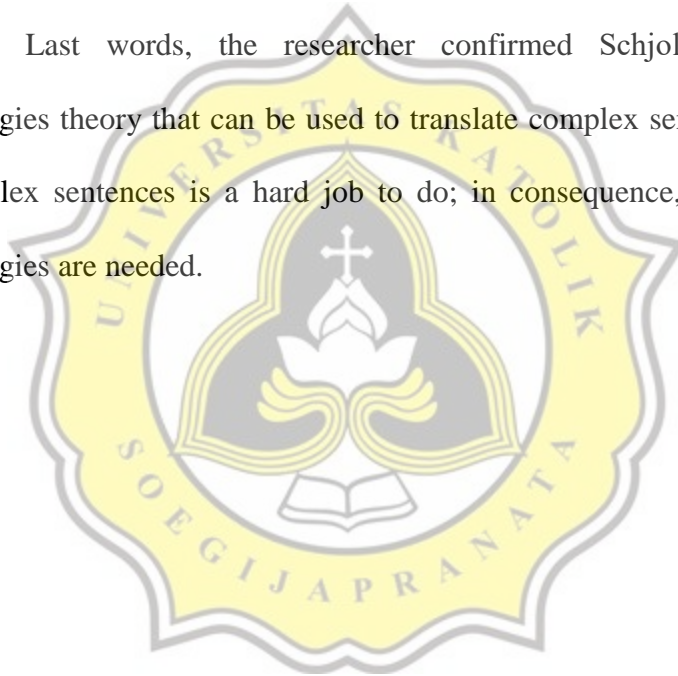 Last words, the researcher confirmed Schjol
gies theory that can be used to translate complex se
lex sentences is a hard job to do; in consequence,
gies are needed.
UNIVERSITAS KATOLIK
SOEGIJAPRANATA